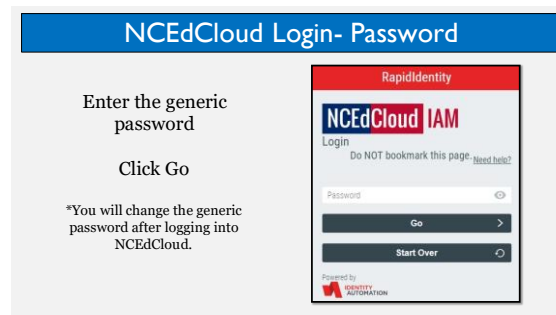 NCEdCloud Login- Password
Enter the generic
password
Click Go
*You will change the generic
password after logging into
NCEdCloud.
RapidIdentity
NCEdCloud IAM
Login
Do NOT bookmark this page.
Need help?
Password
Go
Start Over
Powered by
IDENTITY
AUTOMATION